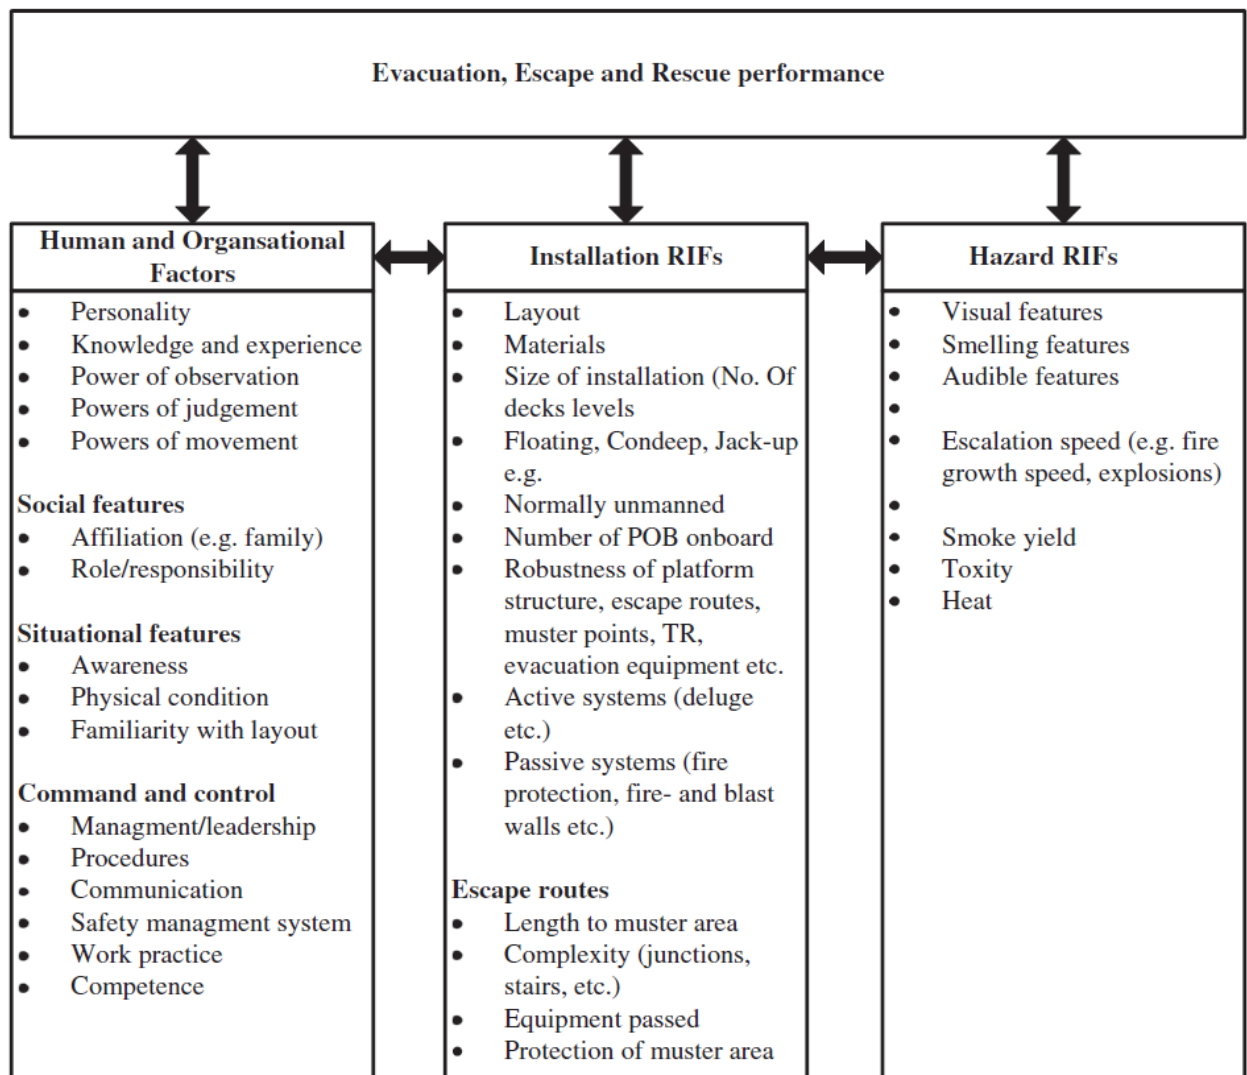 Evacuation, Escape and Rescue performance
Human and Organsational
Factors
• Personality
• Knowledge and experience
• Power of observation
• Powers of judgement
• Powers of movement
Social features
• Affiliation (e.g. family)
• Role/responsibility
Situational features
• Awareness
• Physical condition
• Familiarity with layout
Command and control
• Managment/leadership
• Procedures
• Communication
• Safety managment system
• Work practice
• Competence
Installation RIFs
• Layout
• Materials
• Size of installation (No. Of
decks levels
• Floating, Condeep, Jack-up
e.g.
• Normally unmanned
• Number of POB onboard
• Robustness of platform
structure, escape routes,
muster points, TR,
evacuation equipment etc.
• Active systems (deluge
etc.)
• Passive systems (fire
protection, fire- and blast
walls etc.)
Escape routes
• Length to muster area
• Complexity (junctions,
stairs, etc.)
• Equipment passed
• Protection of muster area
Hazard RIFs
• Visual features
• Smelling features
• Audible features
•
• Escalation speed (e.g. fire
growth speed, explosions)
•
• Smoke yield
• Toxity
• Heat